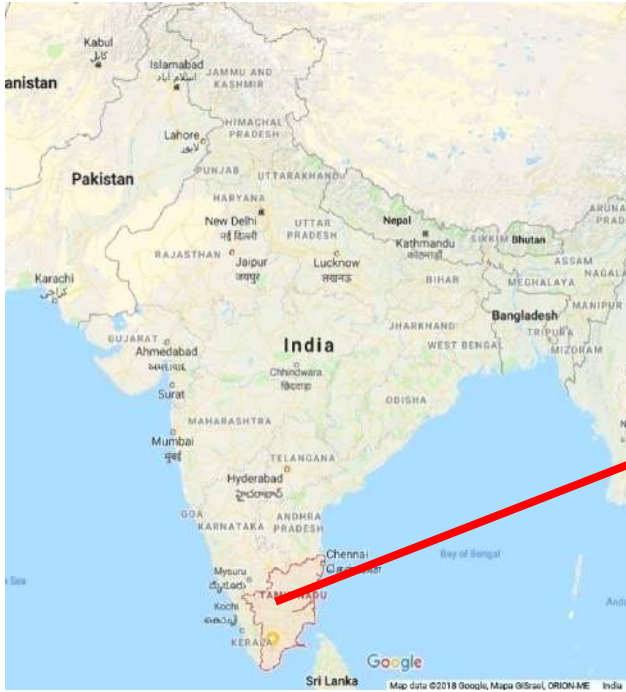 Kabul
کابل
Islamabad
اسلام آباد
anistan
JAMMU AND
KASHMIR
HIMACHAL
PRADESH
Lahore
لاہور
PUNJAB
UTTARAKHAND
Pakistan
HARYANA
New Delhi
नई दिल्ली
UTTAR
PRADESH
Nepal
Kathmandu
काठमाडौं
SIKKIM
Bhutan
ARUNA
PRAD
RAJASTHAN
Jaipur
जयपुर
Lucknow
लखनऊ
ASSAM
NAGALA
Karachi
کراچی
BIHAR
MEGHALAYA
MANIPUR
Bangladesh
JHARKHAND
TRIPURA
GUJARAT
Ahmedabad
અમદાવાદ
India
WEST BENGAL
MIZORAM
Chhindwara
छिंदवाड़ा
Surat
ODISHA
MAHARASHTRA
Mumbai
मुंबई
TELANGANA
Hyderabad
హైదరాబాద్
GOA
KARNATAKA
ANDHRA
PRADESH
Chennai
Bay of Bengal
Mysuru
ಮೈಸೂರು
n Sea
Kochi
കൊച്ചി
KERALA
Google
Sri Lanka
Map data ©2018 Google, Mapa GISrael, ORION-ME India